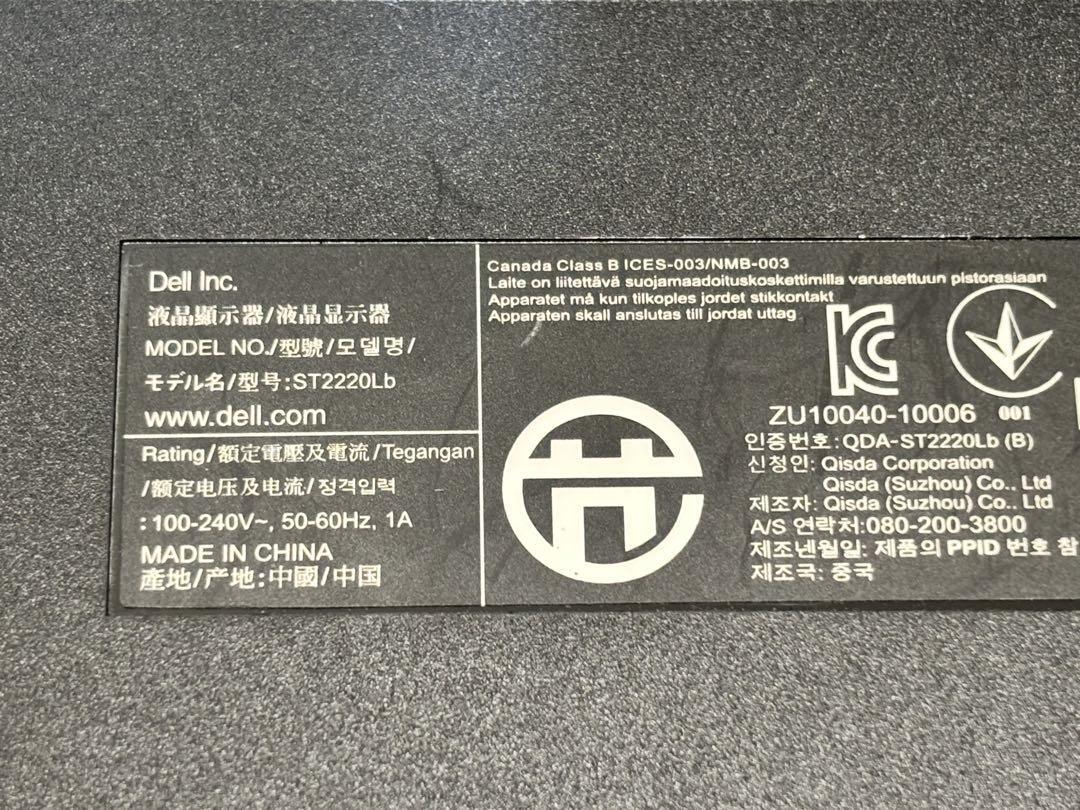 Dell Inc.
液晶顯示器/液晶显示器
MODEL NO./型號/모델명/
モデル名/型号:ST2220Lb
www.dell.com
Rating/額定電壓及電流/Tegangan
/额定电压及电流/정격입력
:100-240V~, 50-60Hz, 1A
MADE IN CHINA
產地/产地:中國/中国
Canada Class B ICES-003/NMB-003
Laite on liitettävä suojamaadoituskoskettimilla varustettuun pistorasiaan
Apparatet må kun tilkoples jordet stikkontakt
Apparaten skall anslutas till jordat uttag
ZU10040-10006 001
인증번호:QDA-ST2220Lb (B)
신청인: Qisda Corporation
Qisda (Suzhou) Co., Ltd
제조자: Qisda (Suzhou) Co., Ltd
A/S 연락처:080-200-3800
제조년월일: 제품의 PPID 번호 참
제조국: 중국